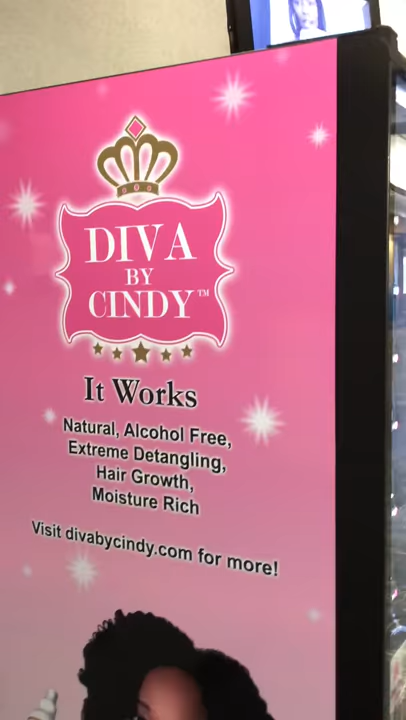 DIVA
BY
CINDY™
It Works
Natural, Alcohol Free,
Extreme Detangling,
Hair Growth,
Moisture Rich
Visit divabycindy.com for more!